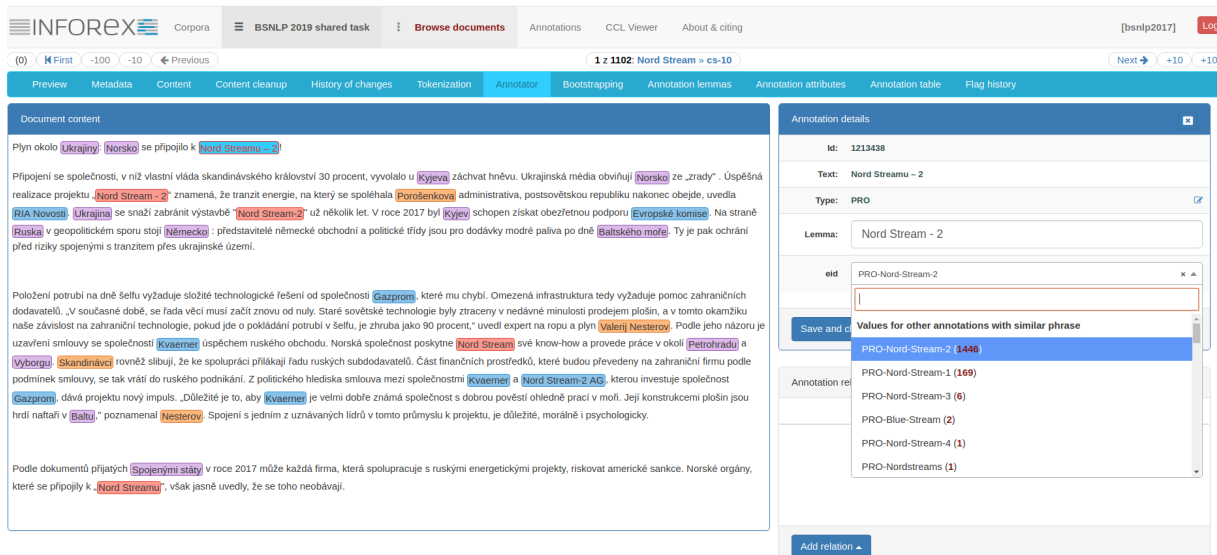 INFOREX Corpora ☰ BSNLP 2019 shared task ⋮ Browse documents Annotations CCL Viewer About & citing [bsnlp2017]
(0) First -100 -10 Previous 1 z 1102: Nord Stream » cs-10 Next +10
Preview Metadata Content Content cleanup History of changes Tokenization Annotator Bootstrapping Annotation lemmas Annotation attributes Annotation table Flag history
Document content
Plyn okolo Ukrajiny: Norsko se připojilo k Nord Streamu – 2!
Připojení se společnosti, v níž vlastní vláda skandinávského království 30 procent, vyvolalo u Kyjeva záchvat hněvu. Ukrajinská média obviňují Norsko ze „zrady" . Úspěšná
realizace projektu „Nord Stream - 2" znamená, že tranzit energie, na který se spoléhala Porošenkova administrativa, postsovětskou republiku nakonec obejde, uvedla
RIA Novosti. Ukrajina se snaží zabránit výstavbě "Nord Stream-2" už několik let. V roce 2017 byl Kyjev schopen získat obezřetnou podporu Evropské komise. Na straně
Ruska v geopolitickém sporu stojí Německo : představitelé německé obchodní a politické třídy jsou pro dodávky modré paliva po dně Baltského moře. Ty je pak ochrání
před riziky spojenými s tranzitem přes ukrajinské území.
Položení potrubí na dně šelfu vyžaduje složité technologické řešení od společnosti Gazprom, které mu chybí. Omezená infrastruktura tedy vyžaduje pomoc zahraničních
dodavatelů. „V současné době, se řada věcí musí začít znovu od nuly. Staré sovětské technologie byly ztraceny v nedávné minulosti prodejem plošin, a v tomto okamžiku
naše závislost na zahraniční technologie, pokud jde o pokládání potrubí v šelfu, je zhruba jako 90 procent," uvedl expert na ropu a plyn Valerij Nesterov. Podle jeho názoru je
uzavření smlouvy se společností Kvaerner úspěchem ruského obchodu. Norská společnost poskytne Nord Stream své know-how a provede práce v okolí Petrohradu a
Vyborgu. Skandinávci rovněž slibují, že ke spolupráci přilákají řadu ruských subdodavatelů. Část finančních prostředků, které budou převedeny na zahraniční firmu podle
podmínek smlouvy, se tak vrátí do ruského podnikání. Z politického hlediska smlouva mezi společnostmi Kvaerner a Nord Stream-2 AG, kterou investuje společnost
Gazprom, dává projektu nový impuls. „Důležité je to, aby Kvaerner je velmi dobře známá společnost s dobrou pověstí ohledně prací v moři. Její konstrukcemi plošin jsou
hrdí naftaři v Baltu," poznamenal Nesterov. Spojení s jedním z uznávaných lídrů v tomto průmyslu k projektu, je důležité, morálně i psychologicky.
Podle dokumentů přijatých Spojenými státy v roce 2017 může každá firma, která spolupracuje s ruskými energetickými projekty, riskovat americké sankce. Norské orgány,
které se připojily k „Nord Streamu", však jasně uvedly, že se toho neobávají.
Annotation details
Id: 1213438
Text: Nord Streamu – 2
Type: PRO
Lemma: Nord Stream - 2
eid PRO-Nord-Stream-2
Values for other annotations with similar phrase
Save and
PRO-Nord-Stream-2 (1446)
PRO-Nord-Stream-1 (169)
Annotation
PRO-Nord-Stream-3 (6)
PRO-Blue-Stream (2)
PRO-Nord-Stream-4 (1)
PRO-Nordstreams (1)
Add relation